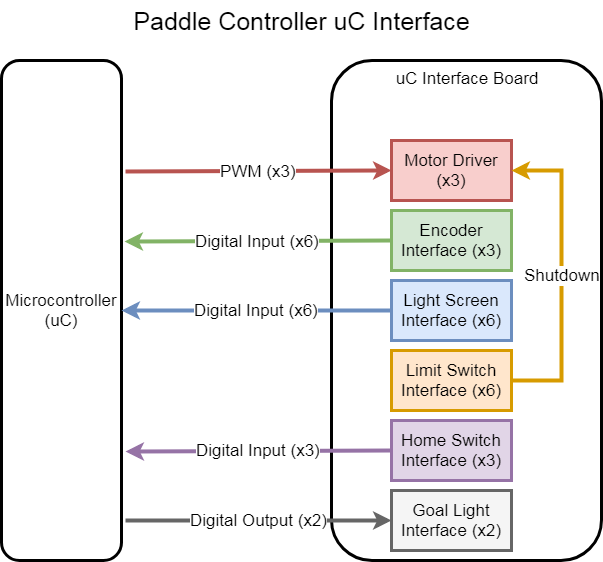 Paddle Controller uC Interface
uC Interface Board
PWM (x3)
Motor Driver
(x3)
Digital Input (x6)
Encoder
Interface (x3)
Shutdown
Microcontroller
(uC)
Digital Input (x6)
Light Screen
Interface (x6)
Limit Switch
Interface (x6)
Digital Input (x3)
Home Switch
Interface (x3)
Digital Output (x2)
Goal Light
Interface (x2)